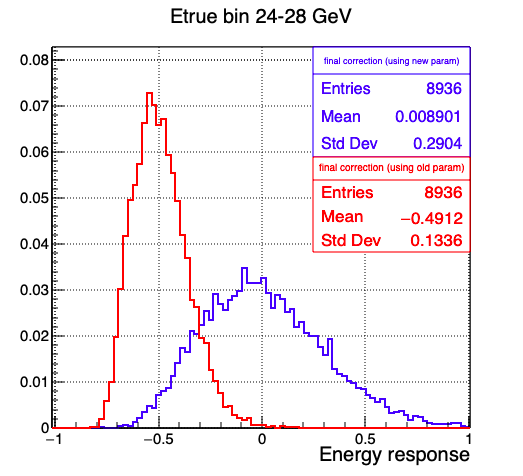 Etrue bin 24-28 GeV
final correction (using new param)
Entries 8936
Mean 0.008901
Std Dev 0.2904
final correction (using old param)
Entries 8936
Mean −0.4912
Std Dev 0.1336
0.08
0.07
0.06
0.05
0.04
0.03
0.02
0.01
0
−1 −0.5 0 0.5 1
Energy response